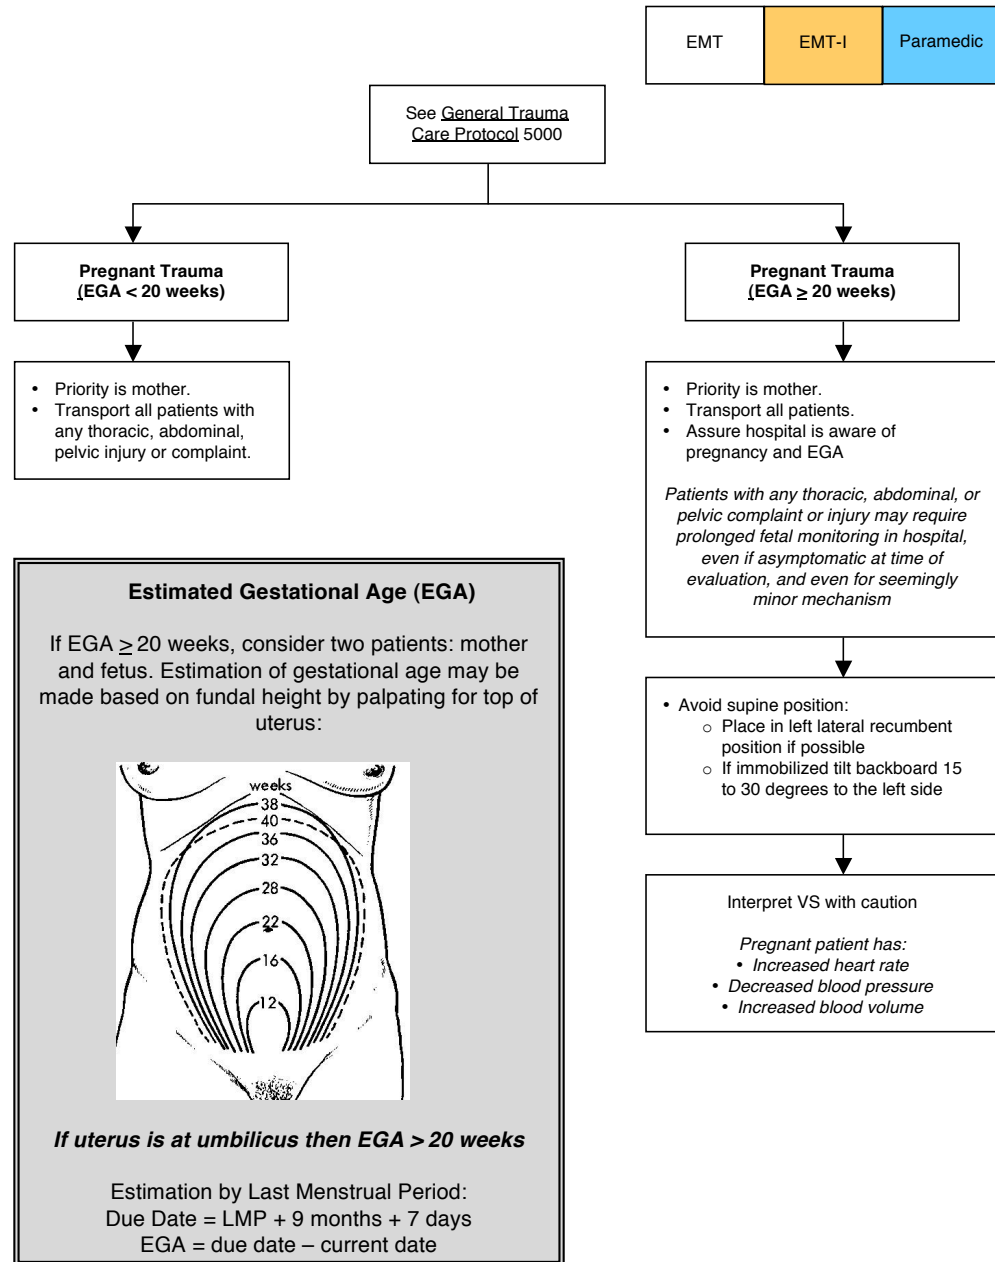 EMT
EMT-I
Paramedic
See General Trauma
Care Protocol 5000
Pregnant Trauma
(EGA < 20 weeks)
• Priority is mother.
• Transport all patients with
any thoracic, abdominal,
pelvic injury or complaint.
Pregnant Trauma
(EGA ≥ 20 weeks)
• Priority is mother.
• Transport all patients.
• Assure hospital is aware of
pregnancy and EGA
Patients with any thoracic, abdominal, or
pelvic complaint or injury may require
prolonged fetal monitoring in hospital,
even if asymptomatic at time of
evaluation, and even for seemingly
minor mechanism
• Avoid supine position:
○ Place in left lateral recumbent
position if possible
○ If immobilized tilt backboard 15
to 30 degrees to the left side
Interpret VS with caution
Pregnant patient has:
• Increased heart rate
• Decreased blood pressure
• Increased blood volume
Estimated Gestational Age (EGA)
If EGA ≥ 20 weeks, consider two patients: mother
and fetus. Estimation of gestational age may be
made based on fundal height by palpating for top of
uterus:
weeks
38
40
36
32
28
22
16
12
If uterus is at umbilicus then EGA > 20 weeks
Estimation by Last Menstrual Period:
Due Date = LMP + 9 months + 7 days
EGA = due date – current date